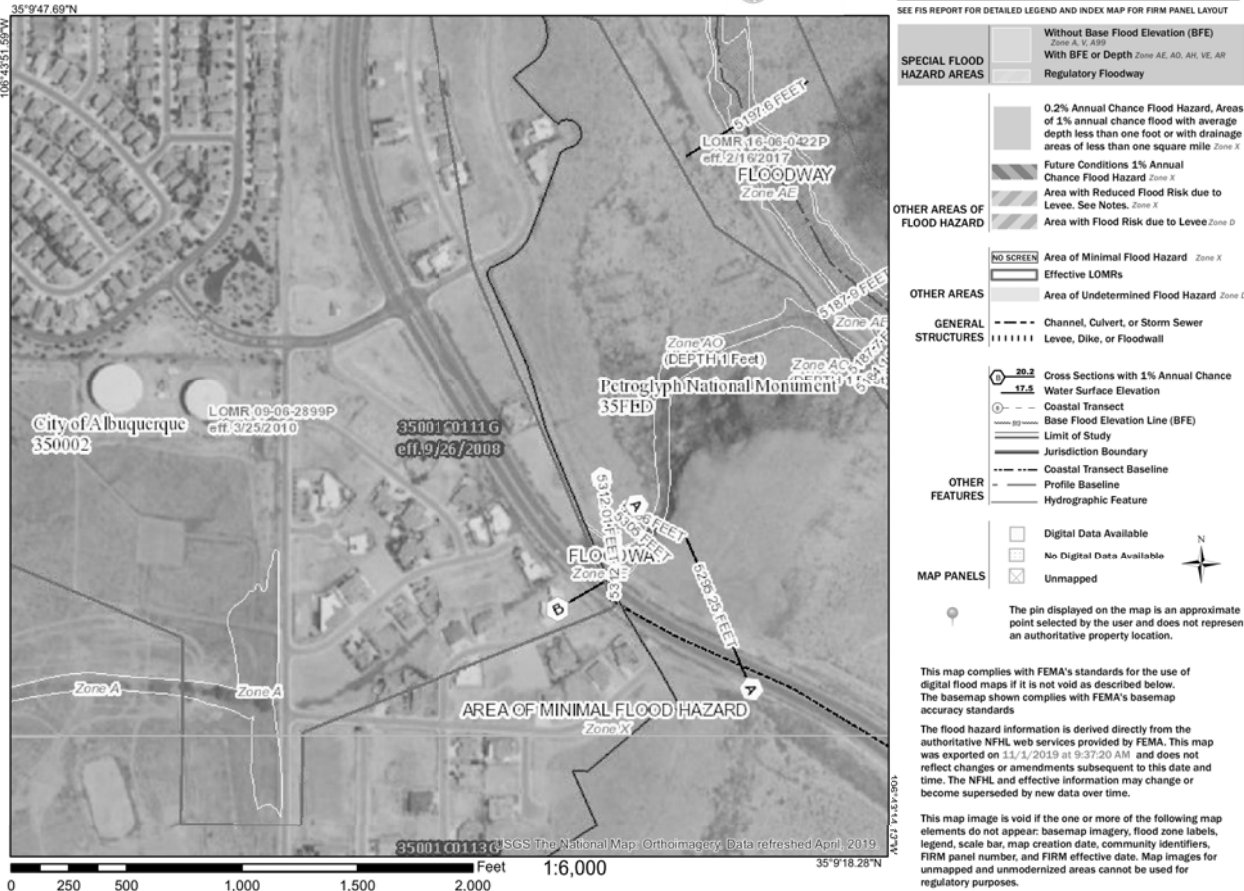 35°9'47.69"N
106°43'51.59"W
5197.6 FEET
LOMR 16-06-0422P
eff. 2/16/2017
FLOODWAY
Zone AE
5187.9 FEET
Zone AE
Zone AO
(DEPTH 1 Feet)
Petroglyph National Monument
35FED
City of Albuquerque
350002
LOMR 09-06-2899P
eff. 3/25/2010
35001C0111G
eff. 9/26/2008
A
5312.01 FEET
5305 FEET
5295.25 FEET
B
A
Zone A
Zone A
AREA OF MINIMAL FLOOD HAZARD
Zone X
USGS The National Map: Orthoimagery. Data refreshed April, 2019.
106°43'14.13"W
35°9'18.28"N
Feet
1:6,000
0
250
500
1,000
1,500
2,000
SEE FIS REPORT FOR DETAILED LEGEND AND INDEX MAP FOR FIRM PANEL LAYOUT
SPECIAL FLOOD
HAZARD AREAS
Without Base Flood Elevation (BFE)
Zone A, V, A99
With BFE or Depth Zone AE, AO, AH, VE, AR
Regulatory Floodway
OTHER AREAS OF
FLOOD HAZARD
0.2% Annual Chance Flood Hazard, Areas
of 1% annual chance flood with average
depth less than one foot or with drainage
areas of less than one square mile Zone X
Future Conditions 1% Annual
Chance Flood Hazard Zone X
Area with Reduced Flood Risk due to
Levee. See Notes. Zone X
Area with Flood Risk due to Levee Zone D
OTHER AREAS
NO SCREEN Area of Minimal Flood Hazard Zone X
Effective LOMRs
Area of Undetermined Flood Hazard Zone
GENERAL
STRUCTURES
Channel, Culvert, or Storm Sewer
Levee, Dike, or Floodwall
OTHER
FEATURES
B 20.2 Cross Sections with 1% Annual Chance
17.5 Water Surface Elevation
8 Coastal Transect
513 Base Flood Elevation Line (BFE)
Limit of Study
Jurisdiction Boundary
Coastal Transect Baseline
Profile Baseline
Hydrographic Feature
MAP PANELS
Digital Data Available
No Digital Data Available
Unmapped
N
The pin displayed on the map is an approximate
point selected by the user and does not represen
an authoritative property location.
This map complies with FEMA's standards for the use of
digital flood maps if it is not void as described below.
The basemap shown complies with FEMA's basemap
accuracy standards
The flood hazard information is derived directly from the
authoritative NFHL web services provided by FEMA. This map
was exported on 11/1/2019 at 9:37:20 AM and does not
reflect changes or amendments subsequent to this date and
time. The NFHL and effective information may change or
become superseded by new data over time.
This map image is void if the one or more of the following map
elements do not appear: basemap imagery, flood zone labels,
legend, scale bar, map creation date, community identifiers,
FIRM panel number, and FIRM effective date. Map images for
unmapped and unmodernized areas cannot be used for
regulatory purposes.